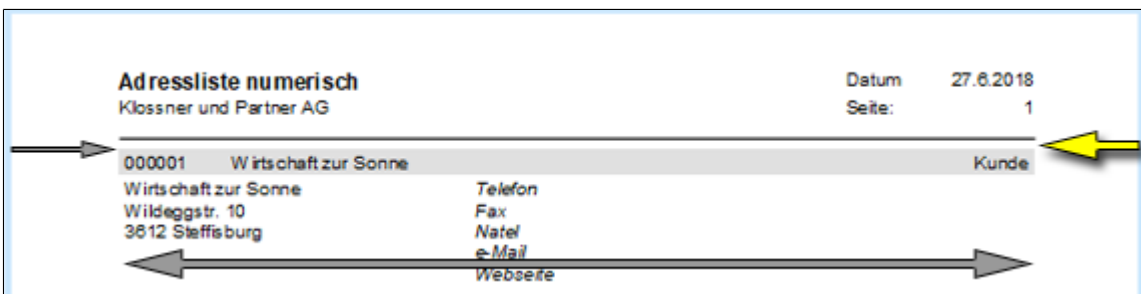 Adressliste numerisch
Datum 27.6.2018
Klossner und Partner AG
Seite: 1
000001 Wirtschaft zur Sonne Kunde
Wirtschaft zur Sonne Telefon
Wildeggstr. 10 Fax
3612 Steffisburg Natel
e-Mail
Webseite